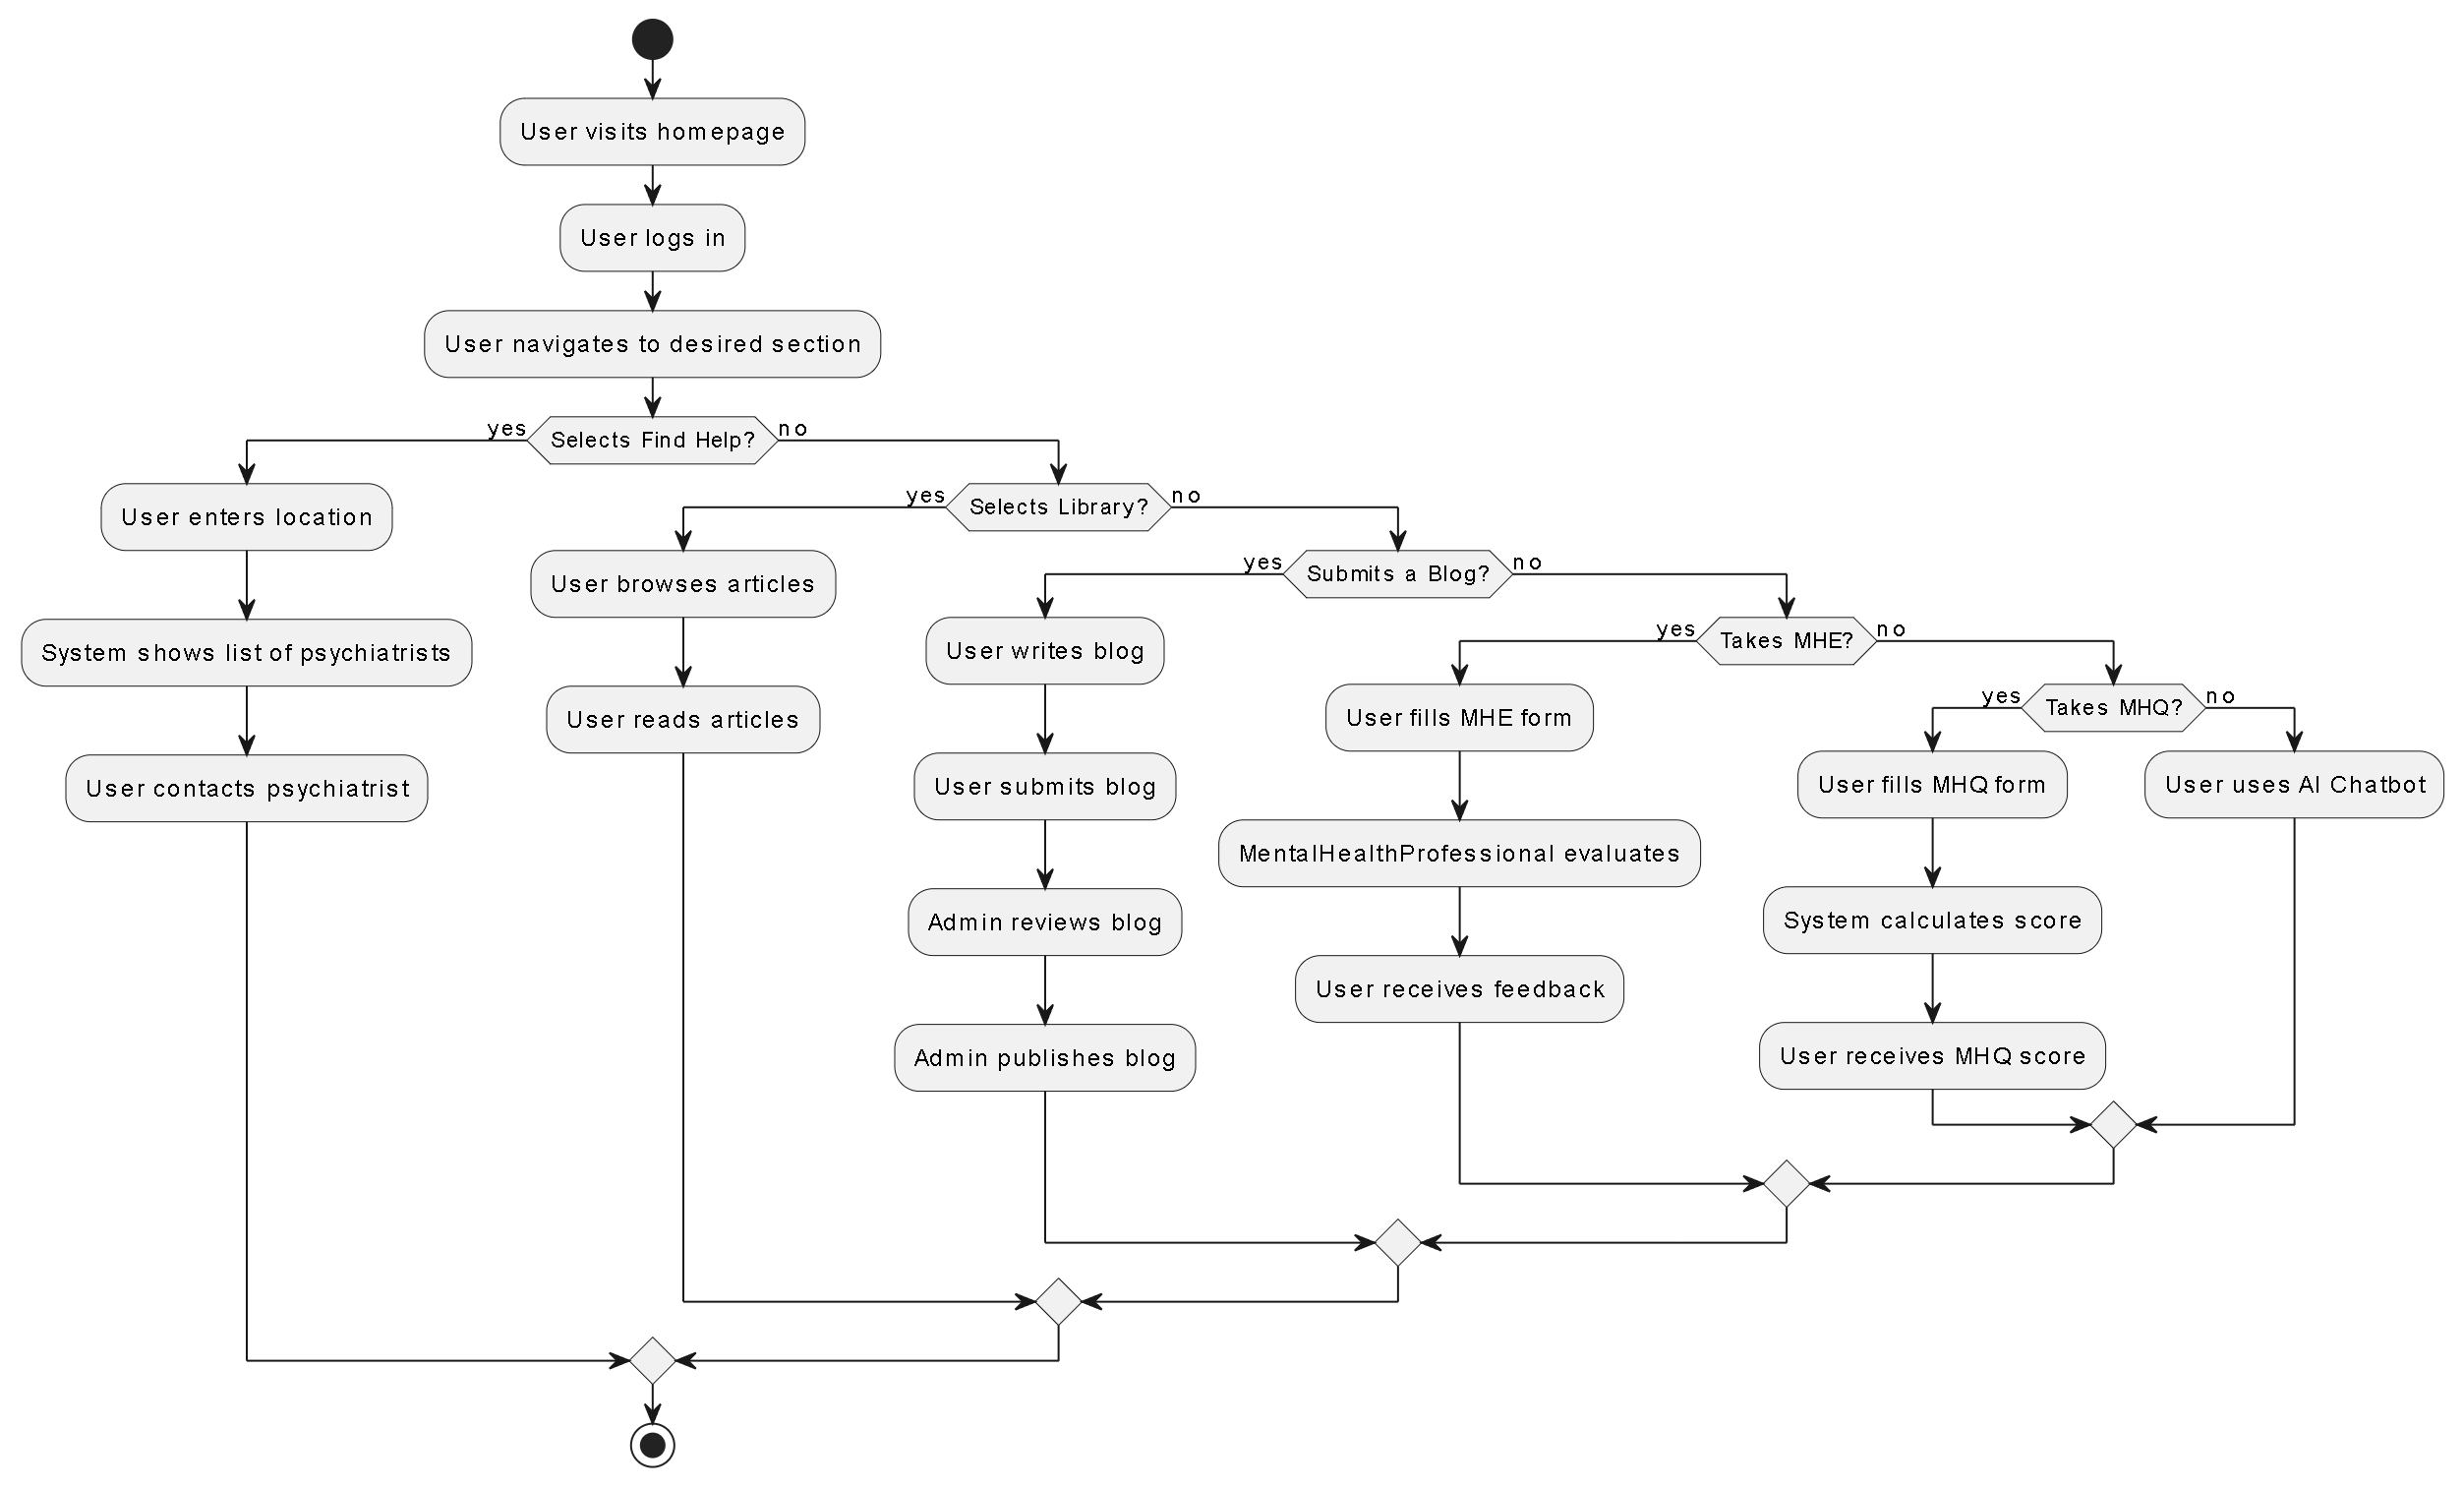 User visits homepage
User logs in
User navigates to desired section
yes
Selects Find Help?
no
User enters location
System shows list of psychiatrists
User contacts psychiatrist
yes
Selects Library?
no
User browses articles
User reads articles
yes
Submits a Blog?
no
User writes blog
User submits blog
Admin reviews blog
Admin publishes blog
yes
Takes MHE?
no
User fills MHE form
MentalHealthProfessional evaluates
User receives feedback
yes
Takes MHQ?
no
User fills MHQ form
System calculates score
User receives MHQ score
User uses AI Chatbot